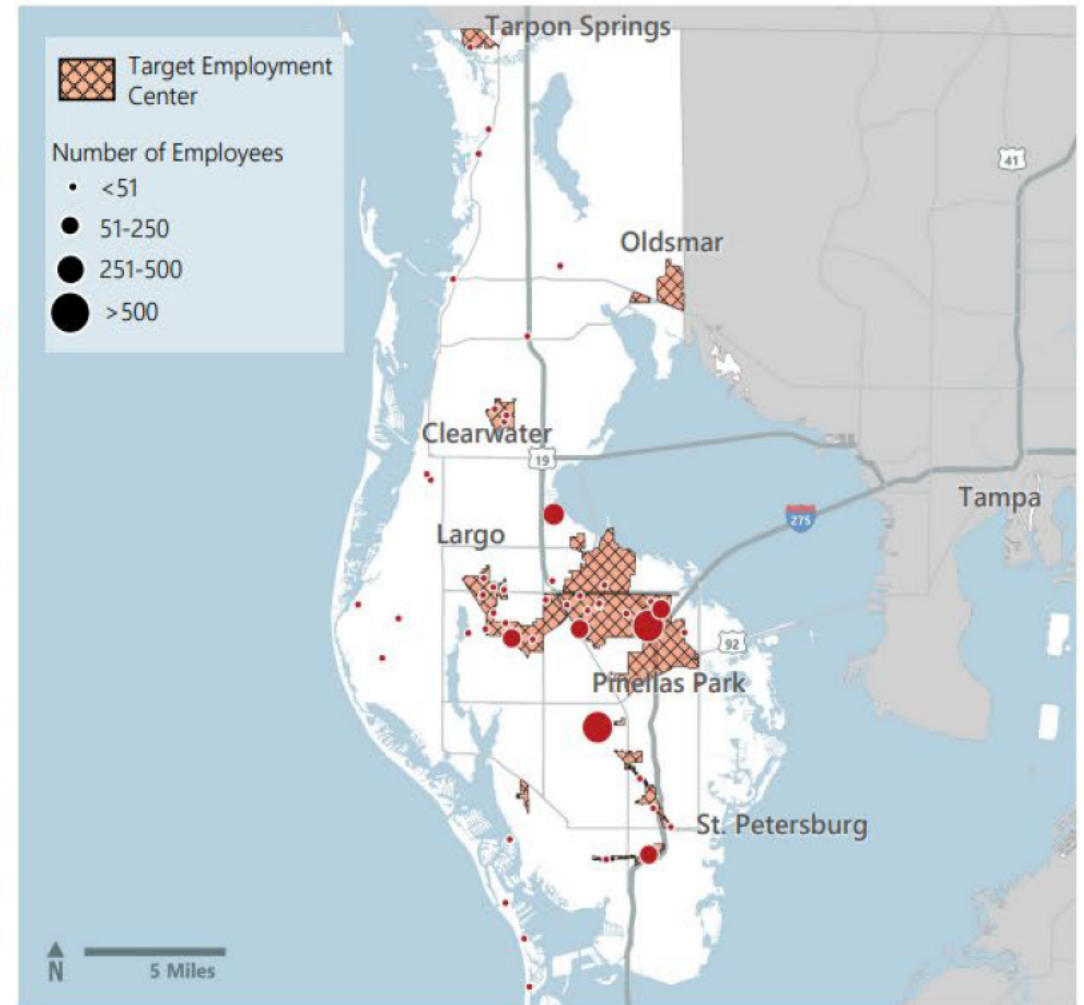 Tarpon Springs
Target Employment
Center
Number of Employees
<51
51-250
251-500
>500
41
Oldsmar
Clearwater
19
Tampa
275
Largo
92
Pinellas Park
St. Petersburg
N
5 Miles